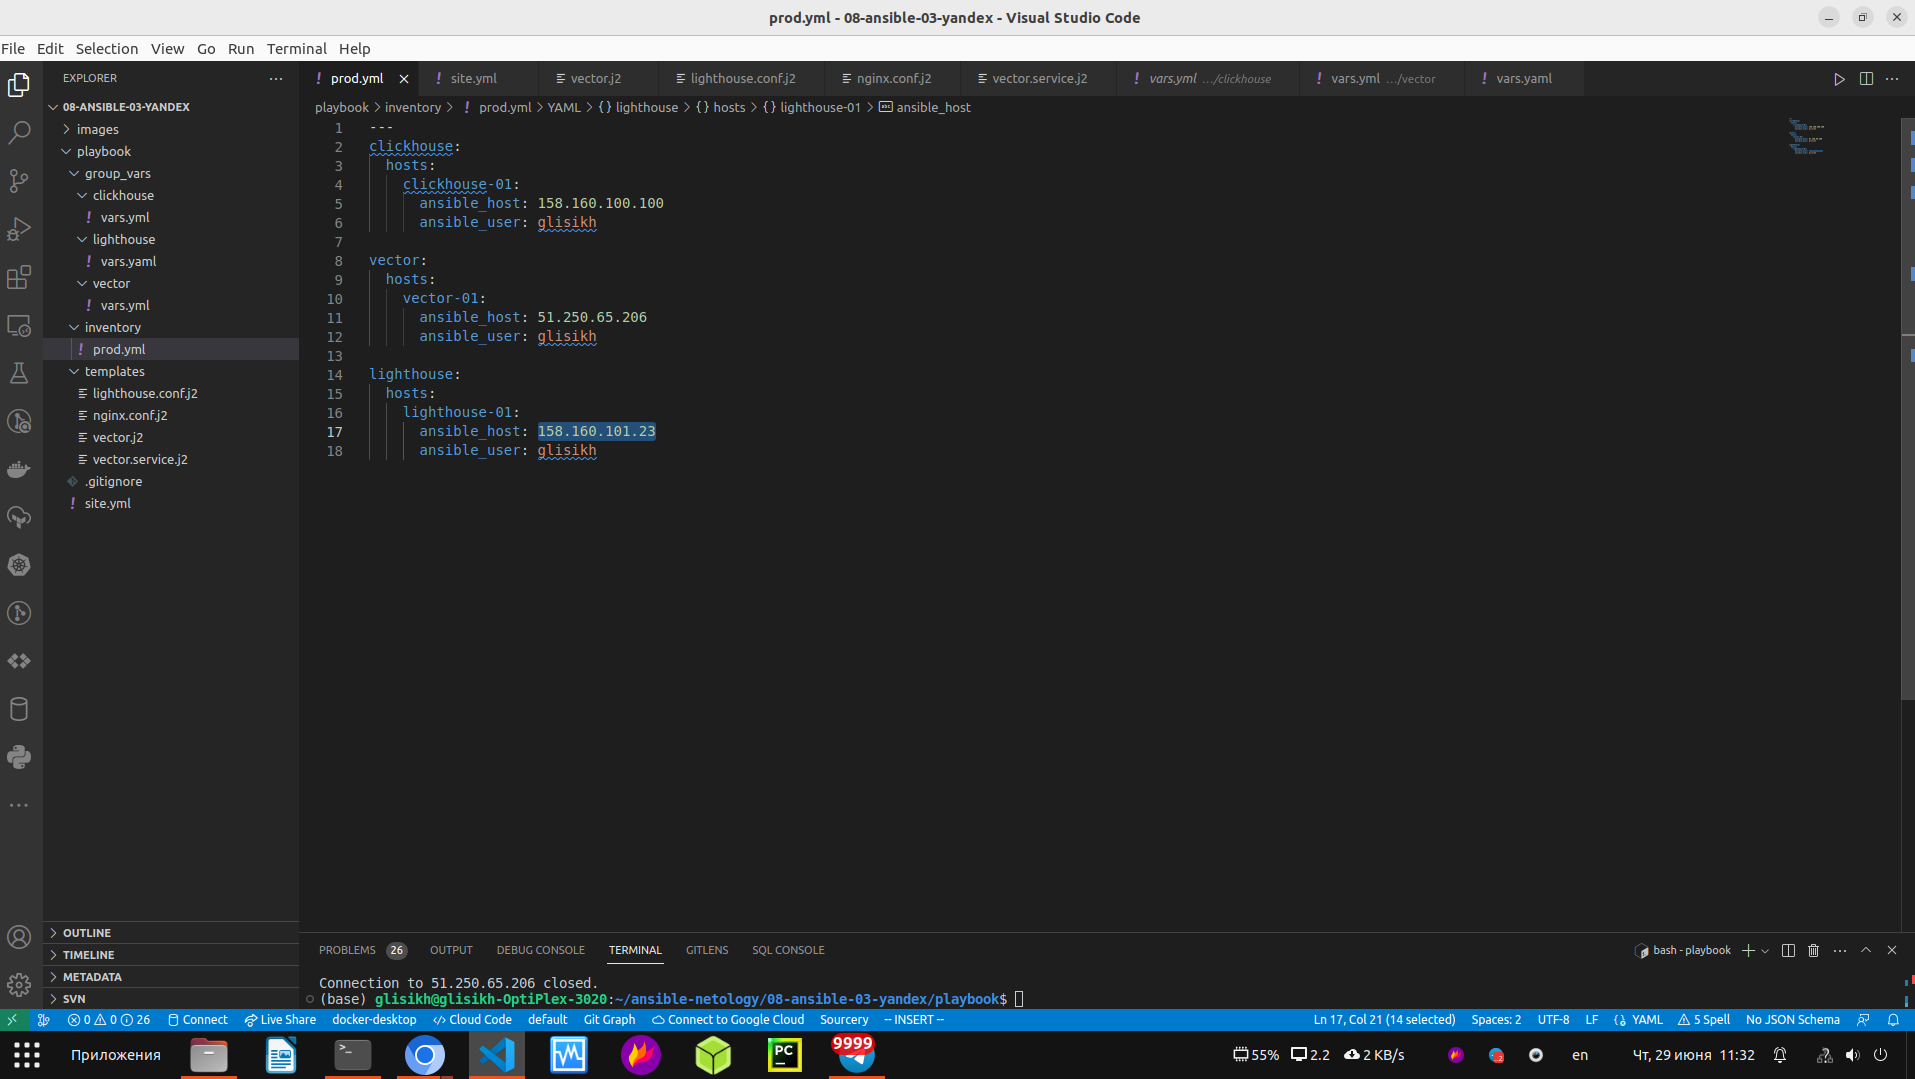 prod.yml - 08-ansible-03-yandex - Visual Studio Code
File Edit Selection View Go Run Terminal Help
EXPLORER
prod.yml site.yml vector.j2 lighthouse.conf.j2 nginx.conf.j2 vector.service.j2 vars.yml .../clickhouse vars.yml .../vector vars.yaml
playbook > inventory > prod.yml > YAML > {} lighthouse > {} hosts > {} lighthouse-01 > ansible_host
08-ANSIBLE-03-YANDEX
images
playbook
group_vars
clickhouse
vars.yml
lighthouse
vars.yaml
vector
vars.yml
inventory
prod.yml
templates
lighthouse.conf.j2
nginx.conf.j2
vector.j2
vector.service.j2
.gitignore
site.yml
OUTLINE
TIMELINE
METADATA
SVN
1 ---
2 clickhouse:
3 hosts:
4 clickhouse-01:
5 ansible_host: 158.160.100.100
6 ansible_user: glisikh
7
8 vector:
9 hosts:
10 vector-01:
11 ansible_host: 51.250.65.206
12 ansible_user: glisikh
13
14 lighthouse:
15 hosts:
16 lighthouse-01:
17 ansible_host: 158.160.101.23
18 ansible_user: glisikh
PROBLEMS 26 OUTPUT DEBUG CONSOLE TERMINAL GITLENS SQL CONSOLE
bash - playbook
Connection to 51.250.65.206 closed.
(base) glisikh@glisikh-OptiPlex-3020:~/ansible-netology/08-ansible-03-yandex/playbook$
0 0 26 Connect Live Share docker-desktop Cloud Code default Git Graph Connect to Google Cloud Sourcery -- INSERT --
Ln 17, Col 21 (14 selected) Spaces: 2 UTF-8 LF YAML 5 Spell No JSON Schema
Приложения
PC
9999
55% 2.2 2 KB/s
en
Чт, 29 июня 11:32